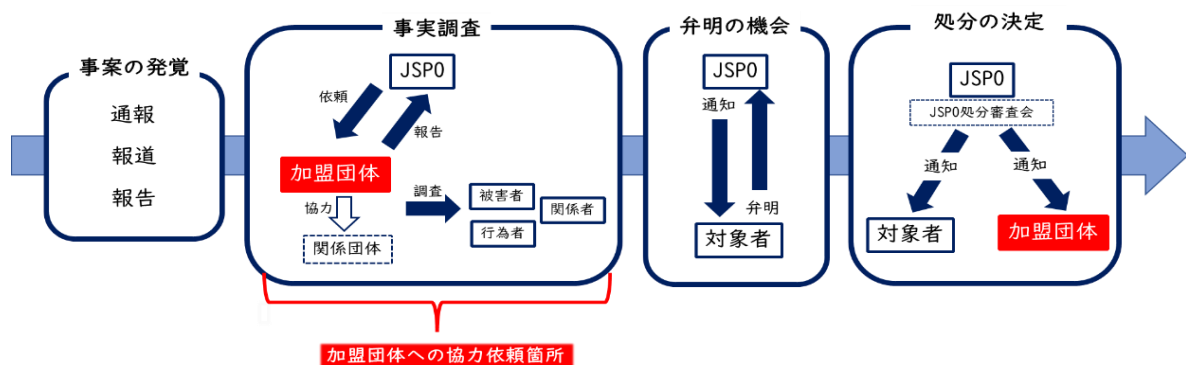 事案の発覚
通報
報道
報告
事実調査
JSPO
依頼
報告
加盟団体
協力
関係団体
調査
被害者
関係者
行為者
加盟団体への協力依頼箇所
弁明の機会
JSPO
通知
弁明
対象者
処分の決定
JSPO
JSPO処分審査会
通知
通知
対象者
加盟団体